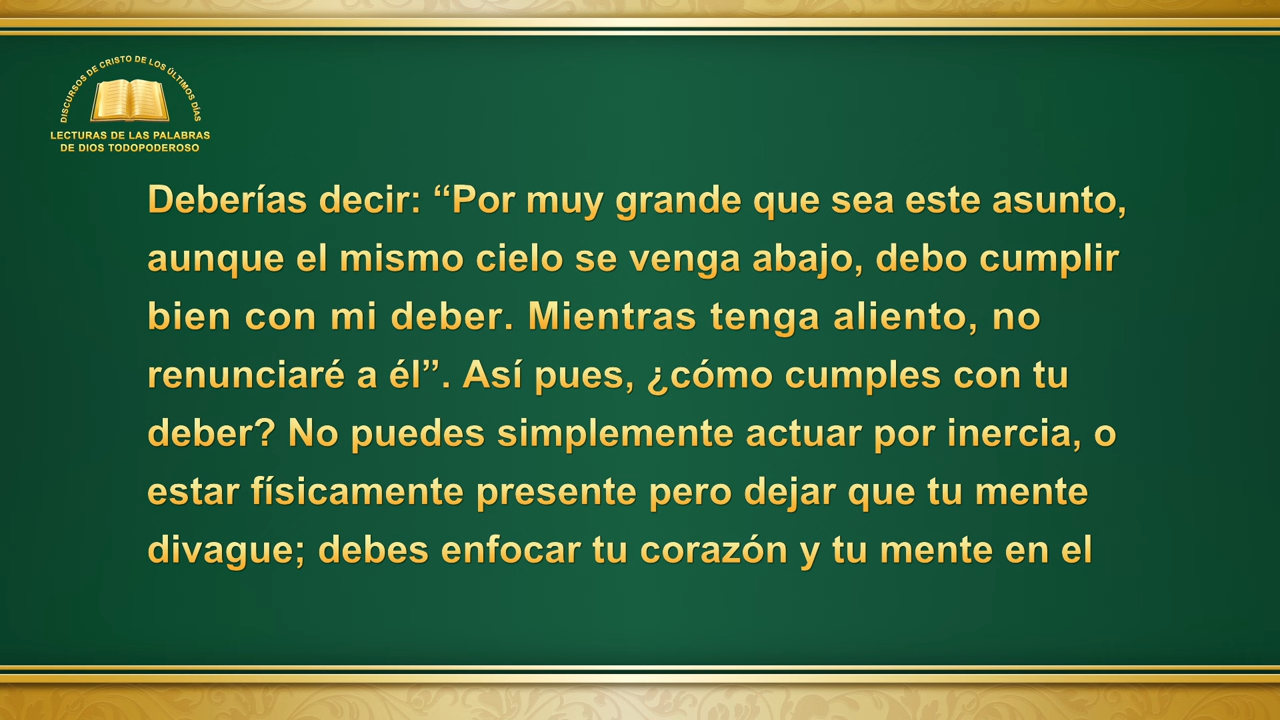 DISCURSOS DE CRISTO DE LOS ÚLTIMOS DÍAS
LECTURAS DE LAS PALABRAS
DE DIOS TODOPODEROSO
Deberías decir: “Por muy grande que sea este asunto,
aunque el mismo cielo se venga abajo, debo cumplir
bien con mi deber. Mientras tenga aliento, no
renunciaré a él”. Así pues, ¿cómo cumples con tu
deber? No puedes simplemente actuar por inercia, o
estar físicamente presente pero dejar que tu mente
divague; debes enfocar tu corazón y tu mente en el